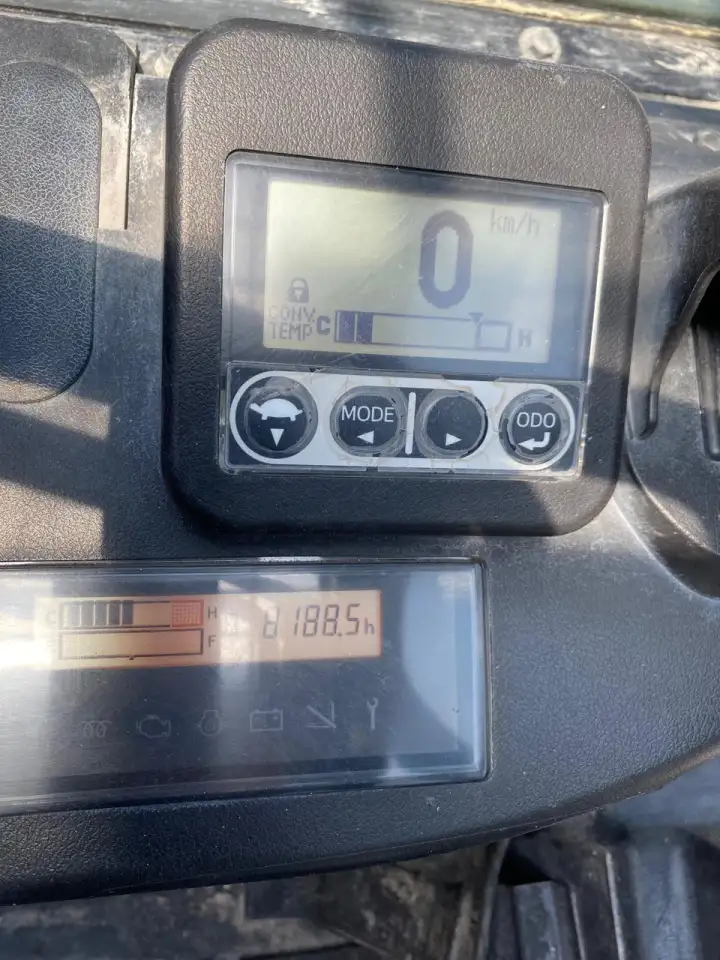 0 km/h
CONV. C H
TEMP
MODE ODO
C H 8188.5h
F